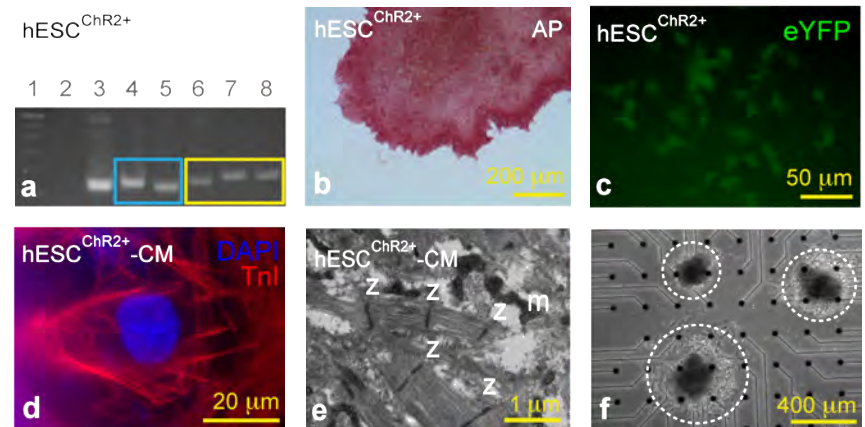 hESCChR2+
1 2 3 4 5 6 7 8
a
hESCChR2+ AP
200 µm
b
hESCChR2+ eYFP
50 µm
c
hESCChR2+-CM DAPI
TnI
d 20 µm
hESCChR2+-CM
z z z m
z
z
e 1 µm
f 400 µm